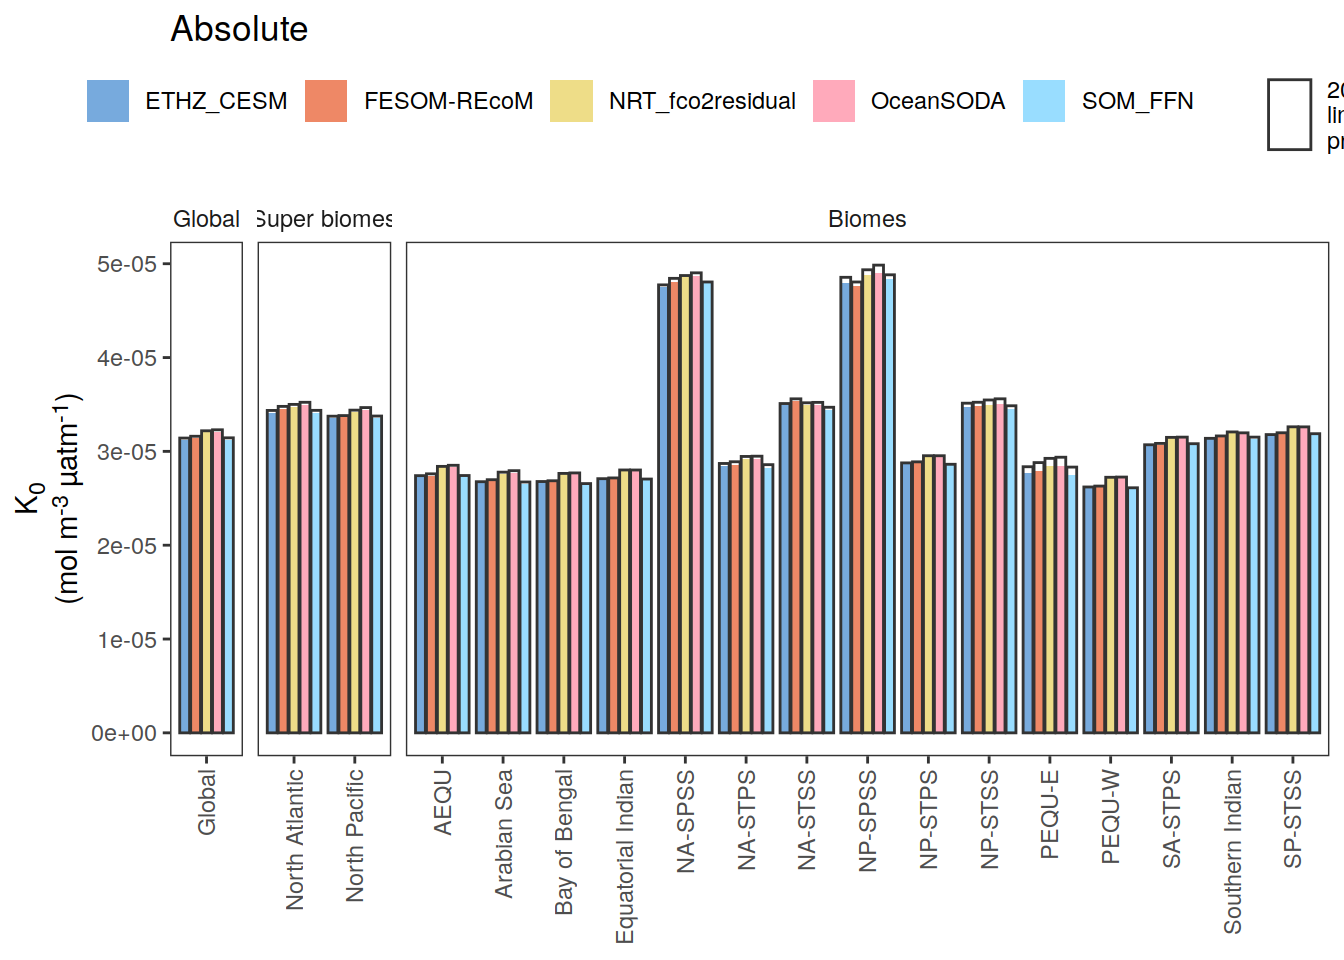 Absolute
ETHZ_CESM FESOM-REcoM NRT_fco2residual OceanSODA SOM_FFN
Global Super biomes Biomes
K0
(mol m-3 µatm-1)
5e-05
4e-05
3e-05
2e-05
1e-05
0e+00
Global
North Atlantic
North Pacific
AEQU
Arabian Sea
Bay of Bengal
Equatorial Indian
NA-SPSS
NA-STPS
NA-STSS
NP-SPSS
NP-STPS
NP-STSS
PEQU-E
PEQU-W
SA-STPS
Southern Indian
SP-STSS